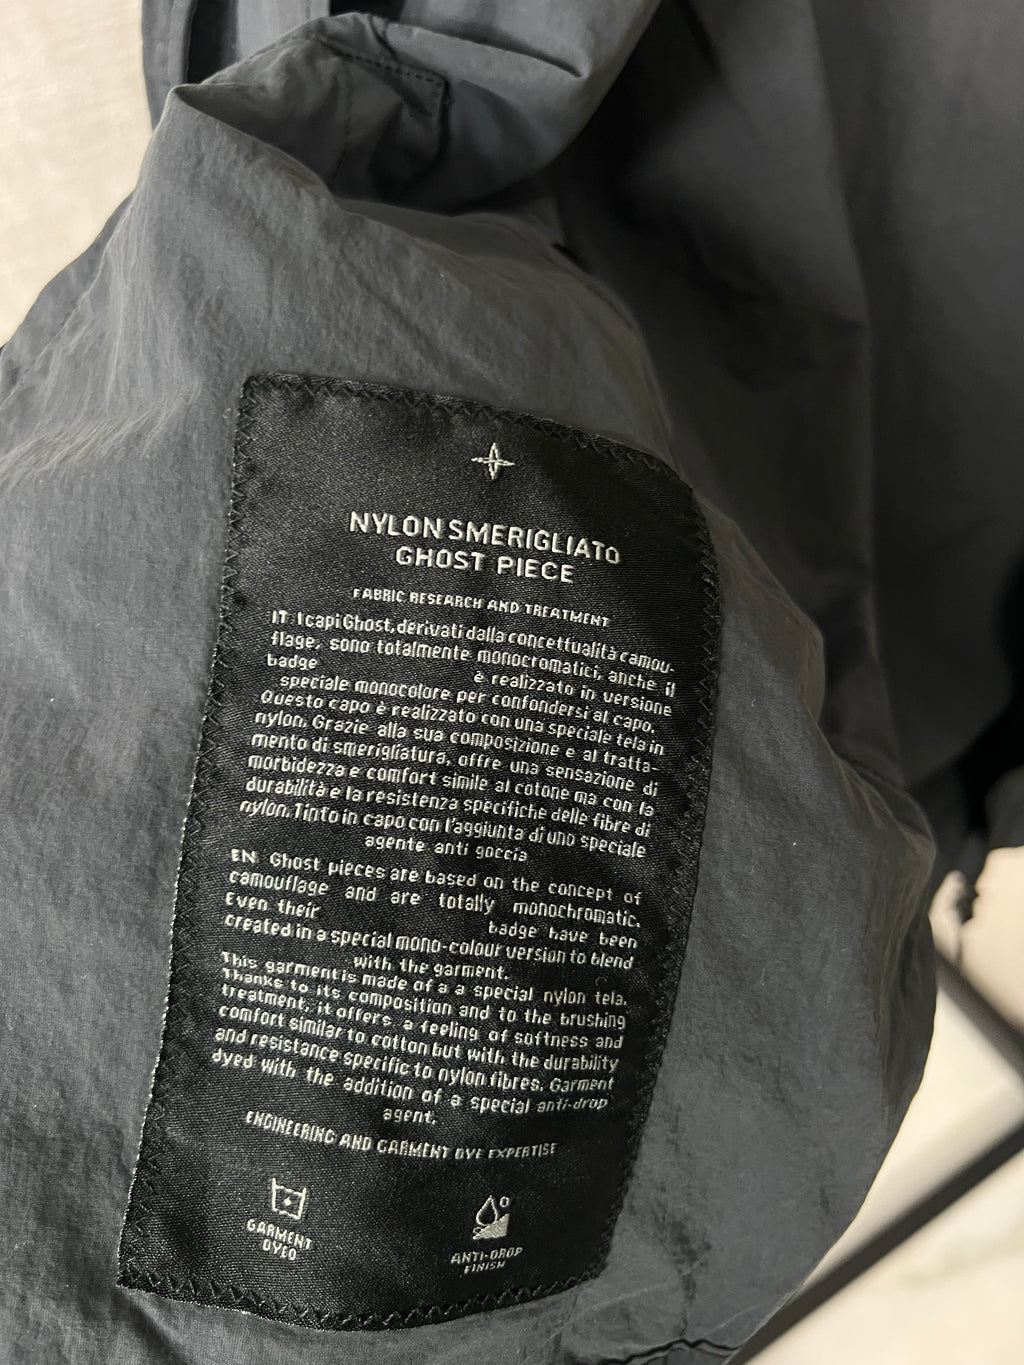 NYLON SMERIGLIATO
GHOST PIECE
FABRIC RESEARCH AND TREATMENT
IT I capi Ghost, derivati dalla concettualità camou-
flage, sono totalmente monocromatici, anche il
badge è realizzato in versione
speciale monocolore per confondersi al capo.
Questo capo è realizzato con una speciale tela in
nylon. Grazie alla sua composizione e al tratta-
mento di smerigliatura, offre una sensazione di
morbidezza e comfort simile al cotone ma con la
durabilità e la resistenza specifiche delle fibre di
nylon. Tinto in capo con l'aggiunta di uno speciale
agente anti goccia
EN Ghost pieces are based on the concept of
camouflage and are totally monochromatic.
Even their badge have been
created in a special mono-colour version to blend
with the garment.
This garment is made of a a special nylon tela.
Thanks to its composition and to the brushing
treatment, it offers a feeling of softness and
comfort similar to cotton but with the durability
and resistance specific to nylon fibres. Garment
dyed with the addition of a special anti-drop
agent.
ENGINEERING AND GARMENT DYE EXPERTISE
GARMENT
DYED
ANTI-DROP
FINISH